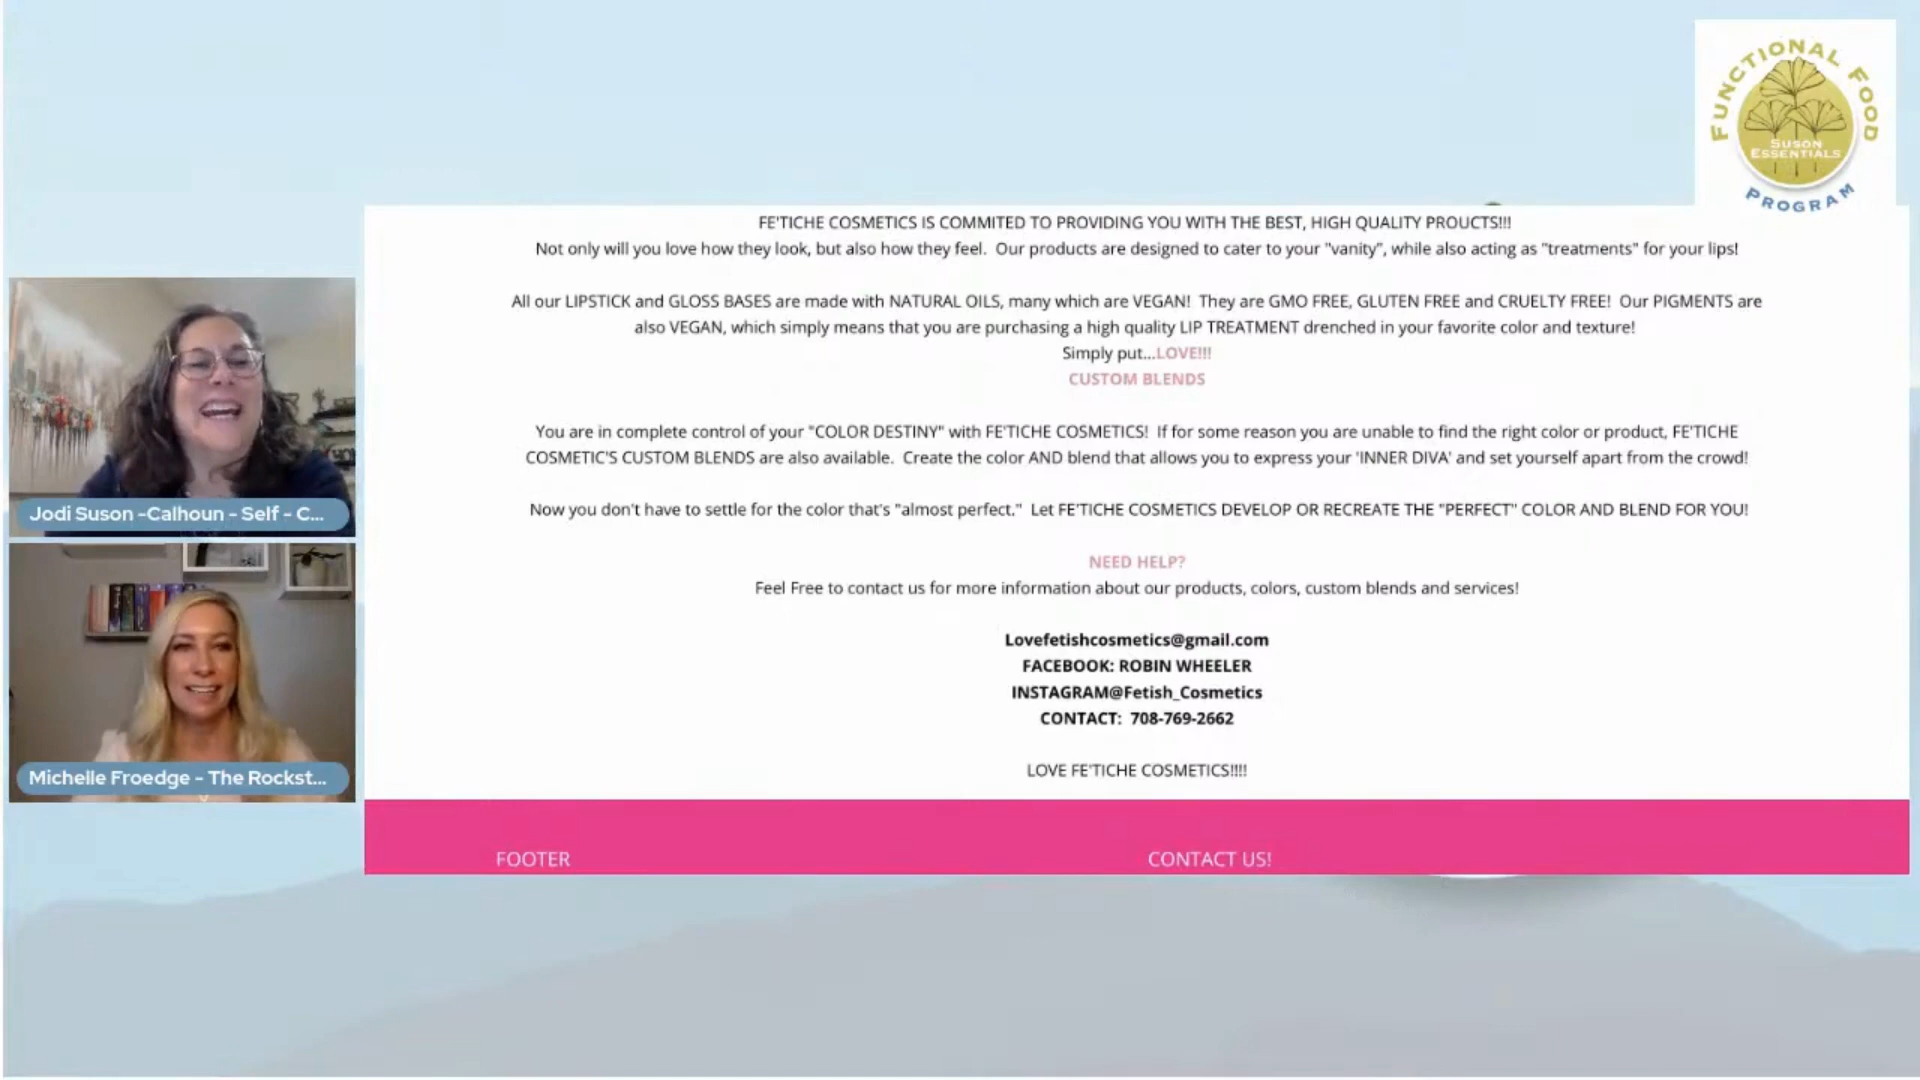 FUNCTIONAL FOOD
SUSON
ESSENTIALS
PROGRAM
FE'TICHE COSMETICS IS COMMITED TO PROVIDING YOU WITH THE BEST, HIGH QUALITY PROUCTS!!!
Not only will you love how they look, but also how they feel. Our products are designed to cater to your "vanity", while also acting as "treatments" for your lips!
All our LIPSTICK and GLOSS BASES are made with NATURAL OILS, many which are VEGAN! They are GMO FREE, GLUTEN FREE and CRUELTY FREE! Our PIGMENTS are
also VEGAN, which simply means that you are purchasing a high quality LIP TREATMENT drenched in your favorite color and texture!
Simply put...LOVE!!!
CUSTOM BLENDS
You are in complete control of your "COLOR DESTINY" with FE'TICHE COSMETICS! If for some reason you are unable to find the right color or product, FE'TICHE
COSMETIC'S CUSTOM BLENDS are also available. Create the color AND blend that allows you to express your 'INNER DIVA' and set yourself apart from the crowd!
Now you don't have to settle for the color that's "almost perfect." Let FE'TICHE COSMETICS DEVELOP OR RECREATE THE "PERFECT" COLOR AND BLEND FOR YOU!
NEED HELP?
Feel Free to contact us for more information about our products, colors, custom blends and services!
Lovefetishcosmetics@gmail.com
FACEBOOK: ROBIN WHEELER
INSTAGRAM@Fetish_Cosmetics
CONTACT: 708-769-2662
LOVE FE'TICHE COSMETICS!!!!
FOOTER
CONTACT US!
Jodi Suson -Calhoun - Self - C...
Michelle Froedge - The Rockst...